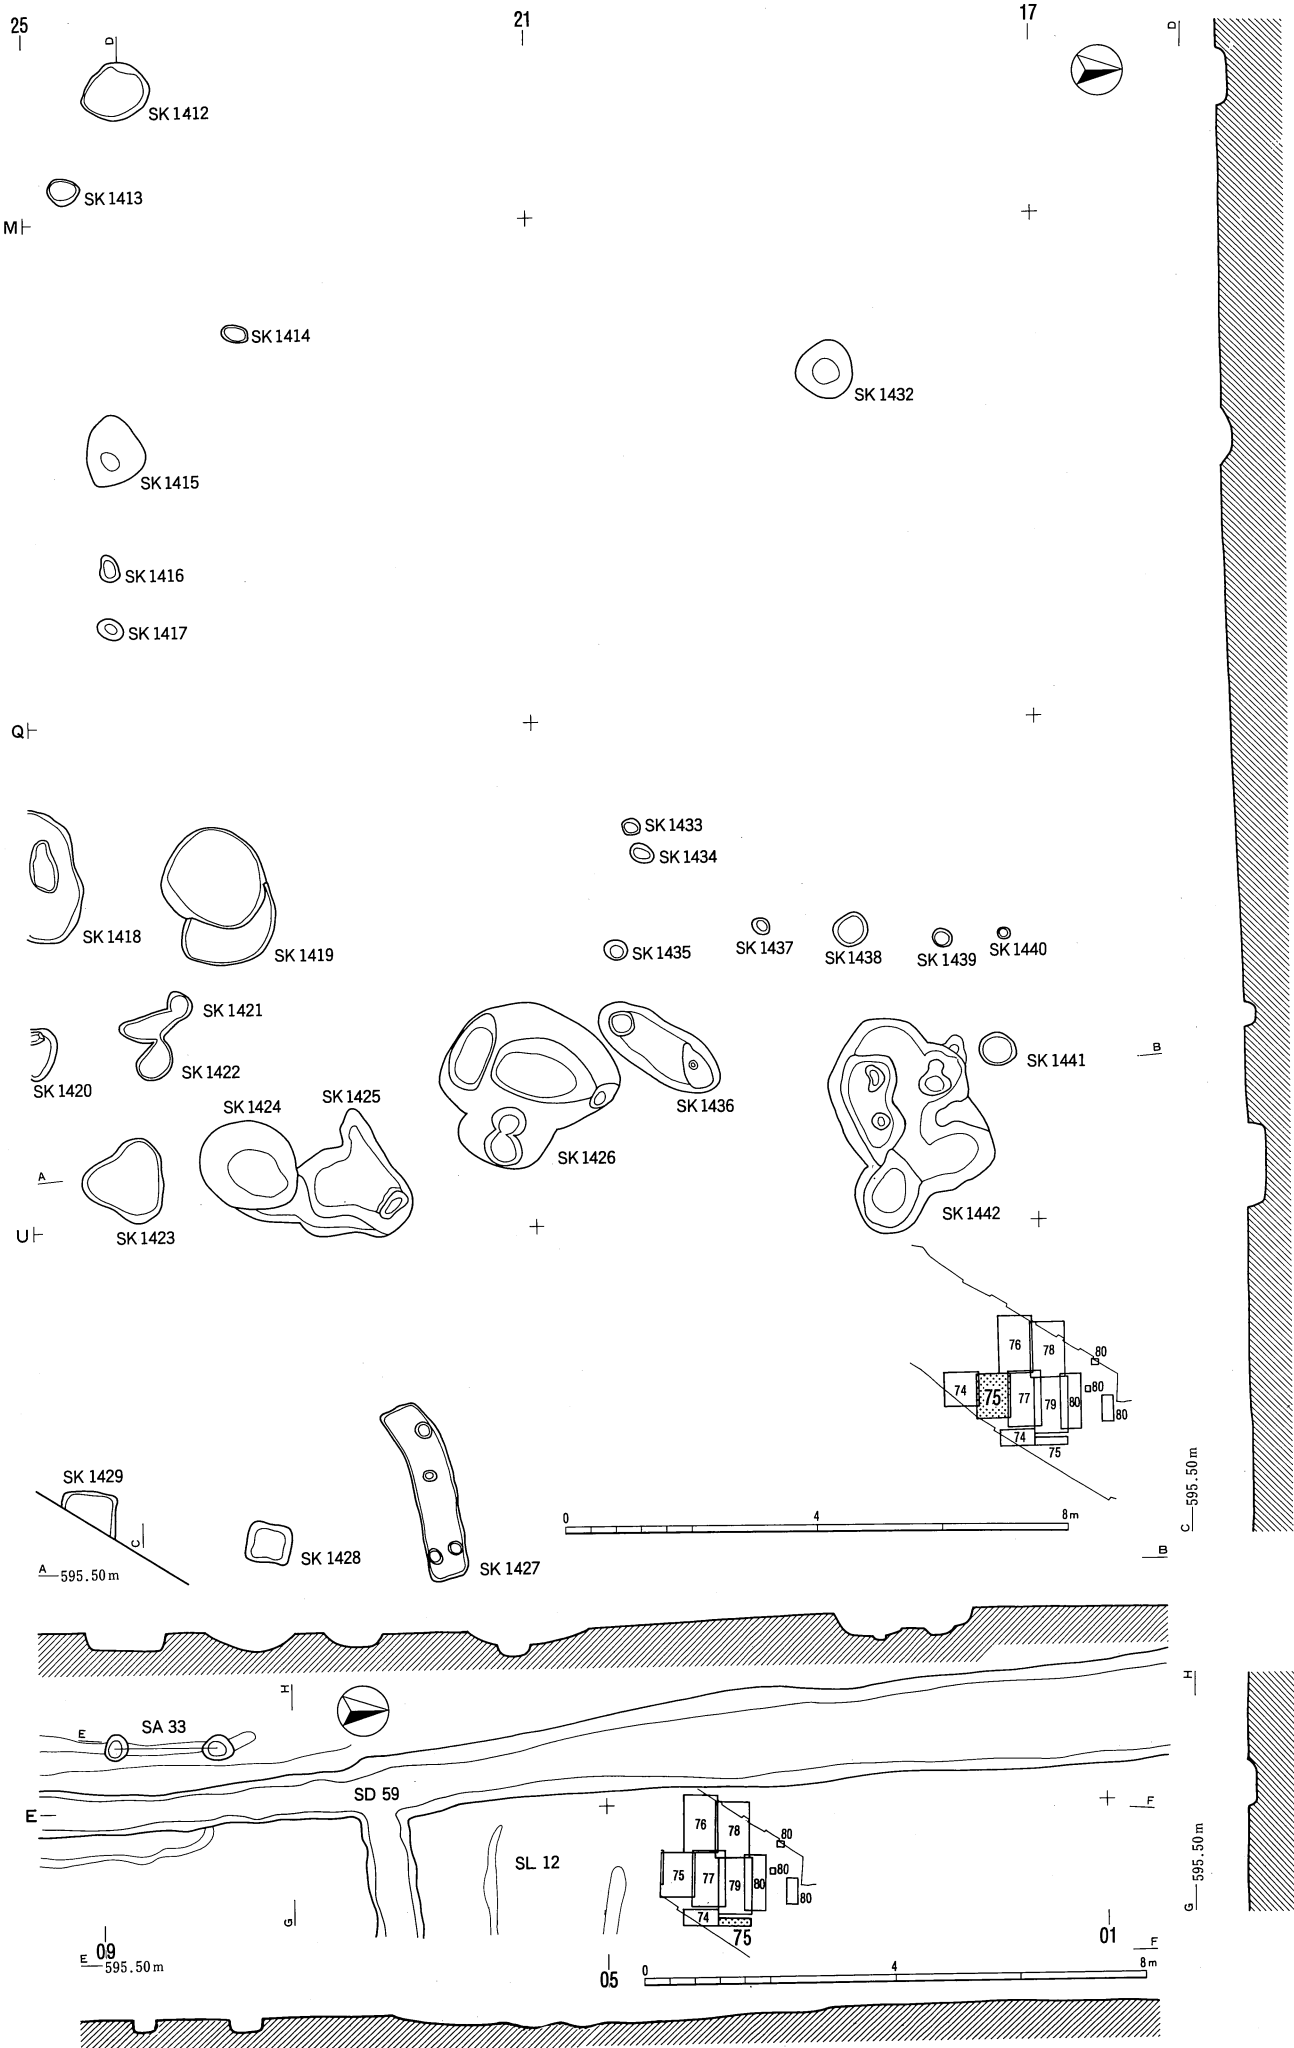 25
21
17
D
D
SK 1412
SK 1413
M
SK 1414
SK 1432
SK 1415
SK 1416
SK 1417
Q
SK 1433
SK 1434
SK 1418
SK 1419
SK 1435
SK 1437
SK 1438
SK 1439
SK 1440
SK 1421
SK 1422
SK 1420
SK 1441
B
SK 1424
SK 1425
SK 1436
SK 1426
A
SK 1423
SK 1442
U
76
78
80
74
75
77
79
80
80
80
74
75
SK 1429
C
SK 1428
SK 1427
0 4 8m
C 595.50m
B
A 595.50m
H
H
E
SA 33
SD 59
E
F
76
78
80
75
77
79
80
80
80
74
75
SL 12
G
G 595.50m
09
05
01
E 595.50m
F
0 4 8m